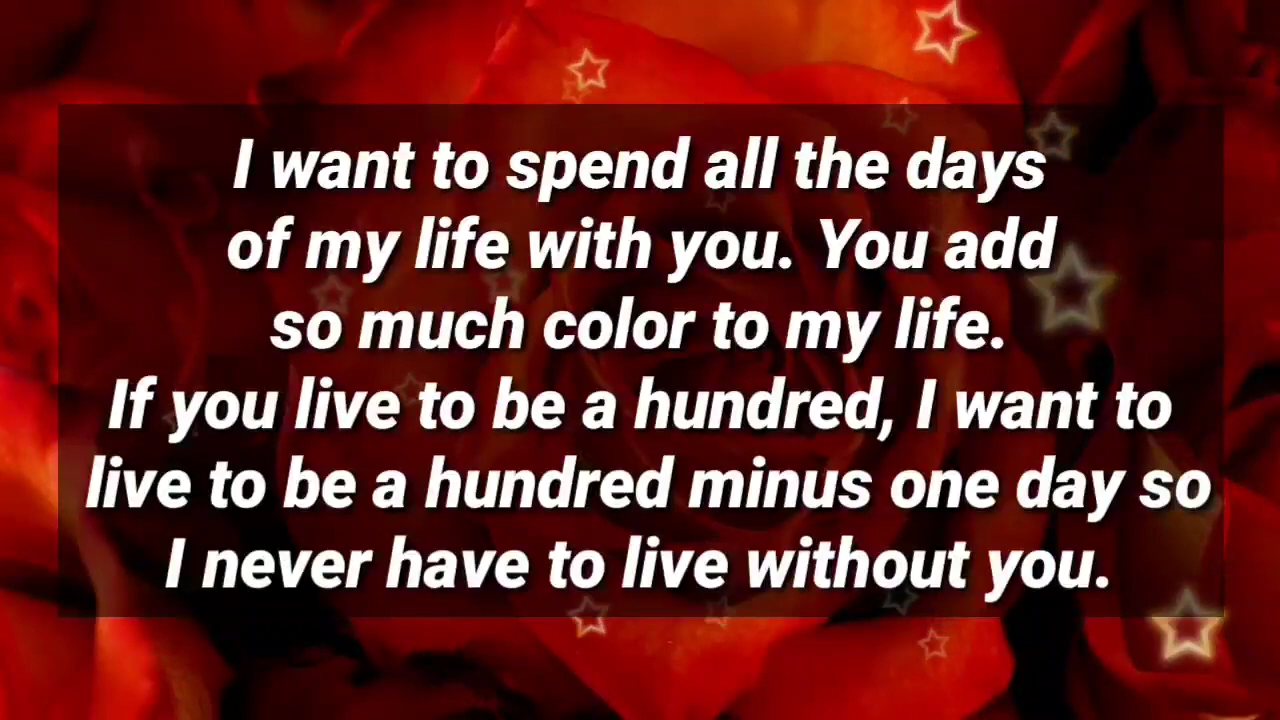 I want to spend all the days
of my life with you. You add
so much color to my life.
If you live to be a hundred, I want to
live to be a hundred minus one day so
I never have to live without you.